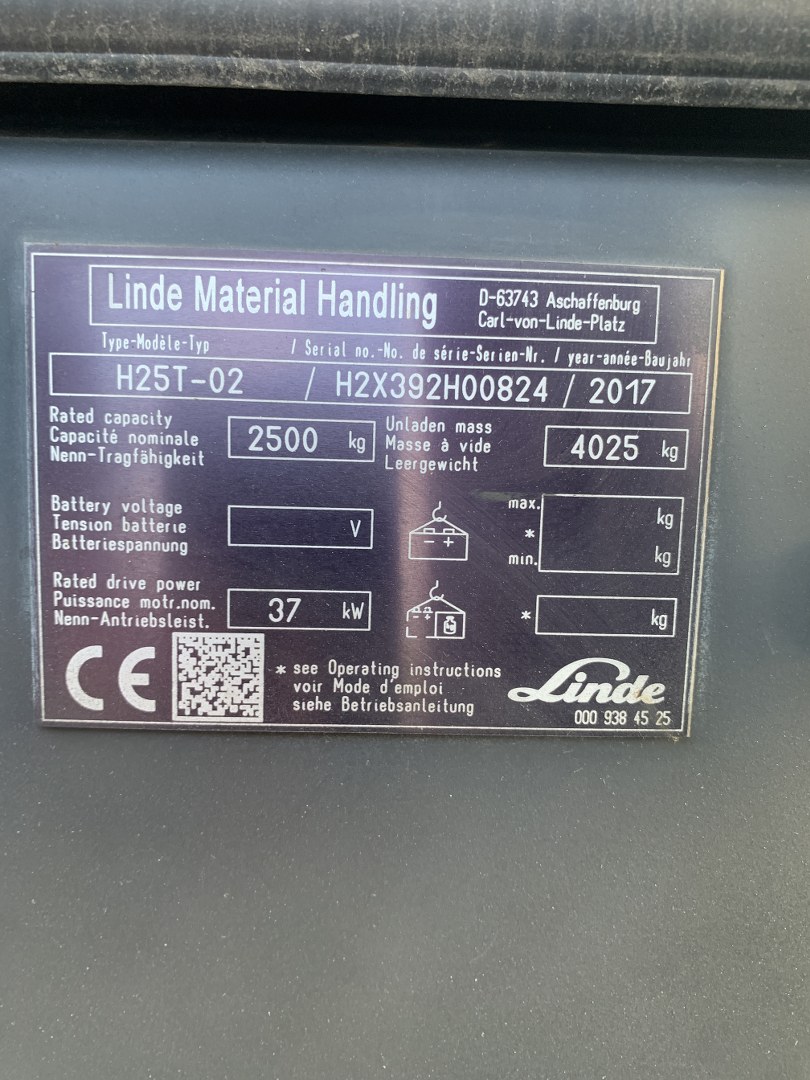 Linde Material Handling
D-63743 Aschaffenburg
Carl-von-Linde-Platz
Type-Modèle-Typ / Serial no.-No. de série-Serien-Nr. / year-année-Baujahr
H25T-02 / H2X392H00824 / 2017
Rated capacity
Capacité nominale
Nenn-Tragfähigkeit
2500 kg
Unladen mass
Masse à vide
Leergewicht
4025 kg
Battery voltage
Tension batterie
Batteriespannung
V
max. kg
*
min. kg
Rated drive power
Puissance motr.nom.
Nenn-Antriebsleist.
37 kW
* kg
CE
* see Operating instructions
voir Mode d'emploi
siehe Betriebsanleitung
Linde
000 938 45 25